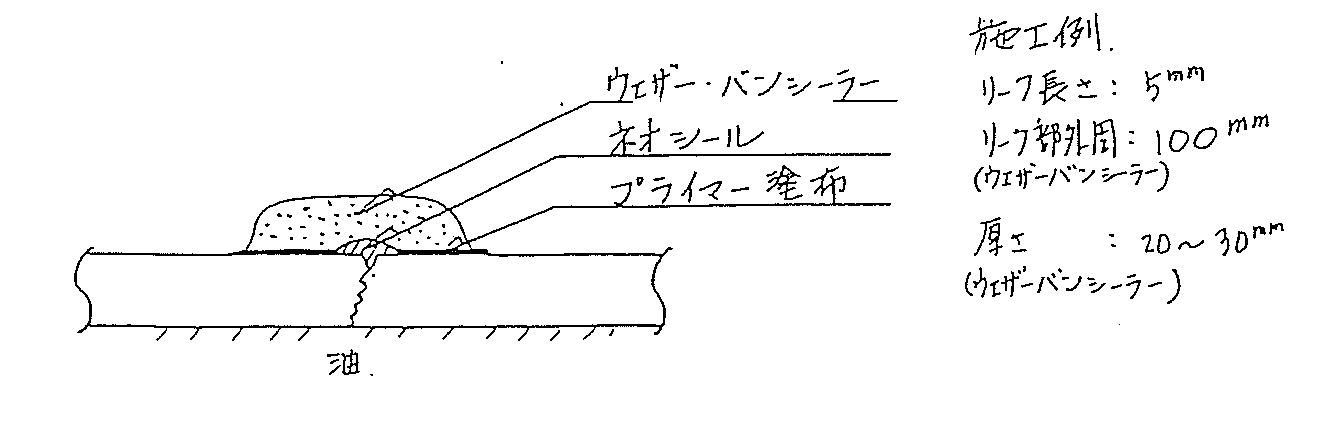 ウェザー・バンシーラー
ネオシール
プライマー塗布
油.
施工例.
リーフ長さ: 5mm
リーク部外周: 100mm
(ウェザーバンシーラー)
厚さ : 20~30mm
(ウェザーバンシーラー)